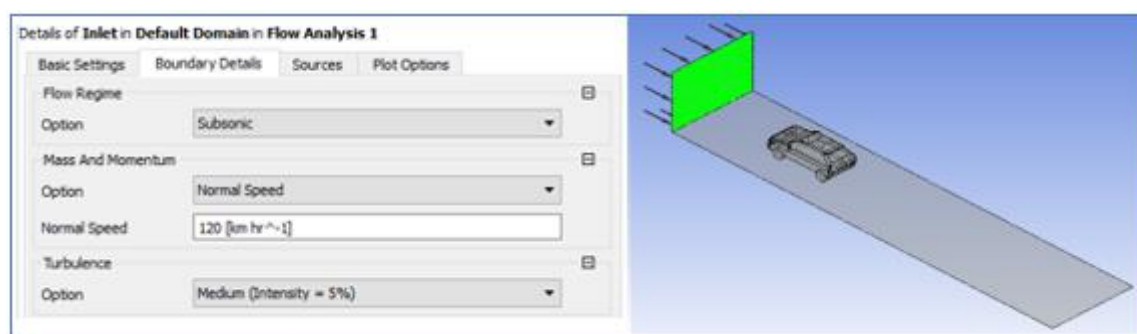 Details of Inlet in Default Domain in Flow Analysis 1
Basic Settings Boundary Details Sources Plot Options
Flow Regime
Option Subsonic
Mass And Momentum
Option Normal Speed
Normal Speed 120 [km hr^-1]
Turbulence
Option Medium (Intensity = 5%)